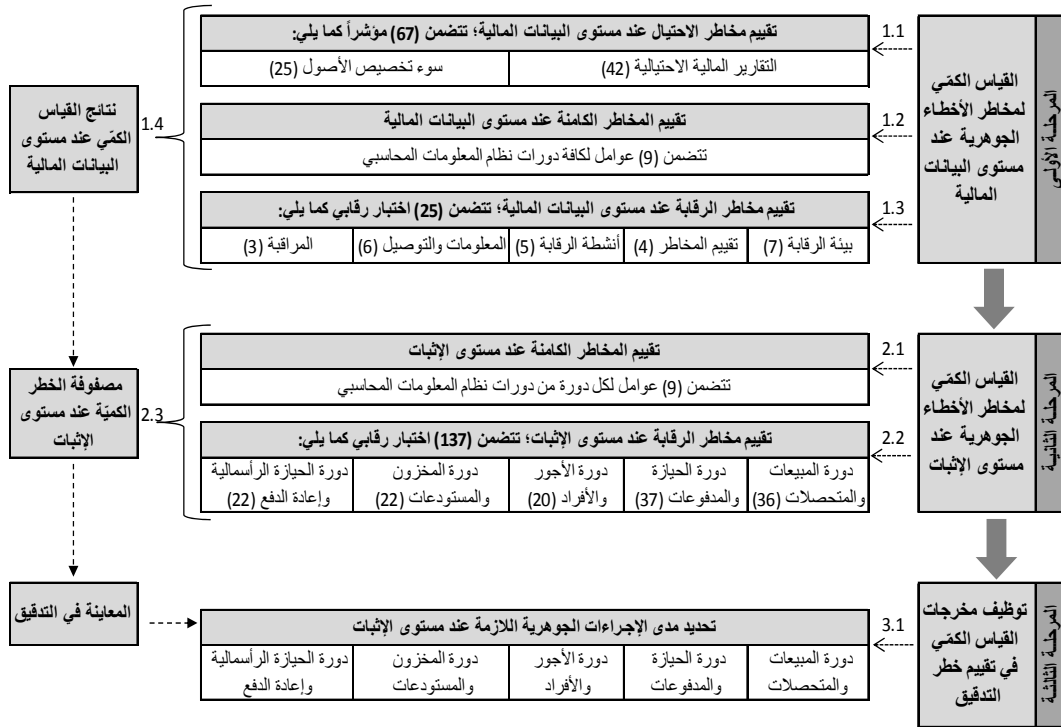 المرحلة الأولى
القياس الكمّي
لمخاطر الأخطاء
الجوهرية عند
مستوى البيانات
المالية
1.1
تقييم مخاطر الاحتيال عند مستوى البيانات المالية؛ تتضمن (67) مؤشراً كما يلي:
التقارير المالية الاحتيالية (42)
سوء تخصيص الأصول (25)
1.2
تقييم المخاطر الكامنة عند مستوى البيانات المالية
تتضمن (9) عوامل لكافة دورات نظام المعلومات المحاسبي
1.3
تقييم مخاطر الرقابة عند مستوى البيانات المالية؛ تتضمن (25) اختبار رقابي كما يلي:
بيئة الرقابة (7)
تقييم المخاطر (4)
أنشطة الرقابة (5)
المعلومات والتوصيل (6)
المراقبة (3)
1.4
نتائج القياس
الكمّي عند مستوى
البيانات المالية
المرحلة الثانية
القياس الكمّي
لمخاطر الأخطاء
الجوهرية عند
مستوى الإثبات
2.1
تقييم المخاطر الكامنة عند مستوى الإثبات
تتضمن (9) عوامل لكل دورة من دورات نظام المعلومات المحاسبي
2.2
تقييم مخاطر الرقابة عند مستوى الإثبات؛ تتضمن (137) اختبار رقابي كما يلي:
دورة المبيعات
والمتحصلات (36)
دورة الحيازة
والمدفوعات (37)
دورة الأجور
والأفراد (20)
دورة المخزون
والمستودعات (22)
دورة الحيازة الرأسمالية
وإعادة الدفع (22)
2.3
مصفوفة الخطر
الكميّة عند مستوى
الإثبات
المرحلة الثالثة
توظيف مخرجات
القياس الكمّي
في تقييم خطر
التدقيق
3.1
تحديد مدى الإجراءات الجوهرية اللازمة عند مستوى الإثبات
دورة المبيعات
والمتحصلات
دورة الحيازة
والمدفوعات
دورة الأجور
والأفراد
دورة المخزون
والمستودعات
دورة الحيازة الرأسمالية
وإعادة الدفع
المعاينة في التدقيق